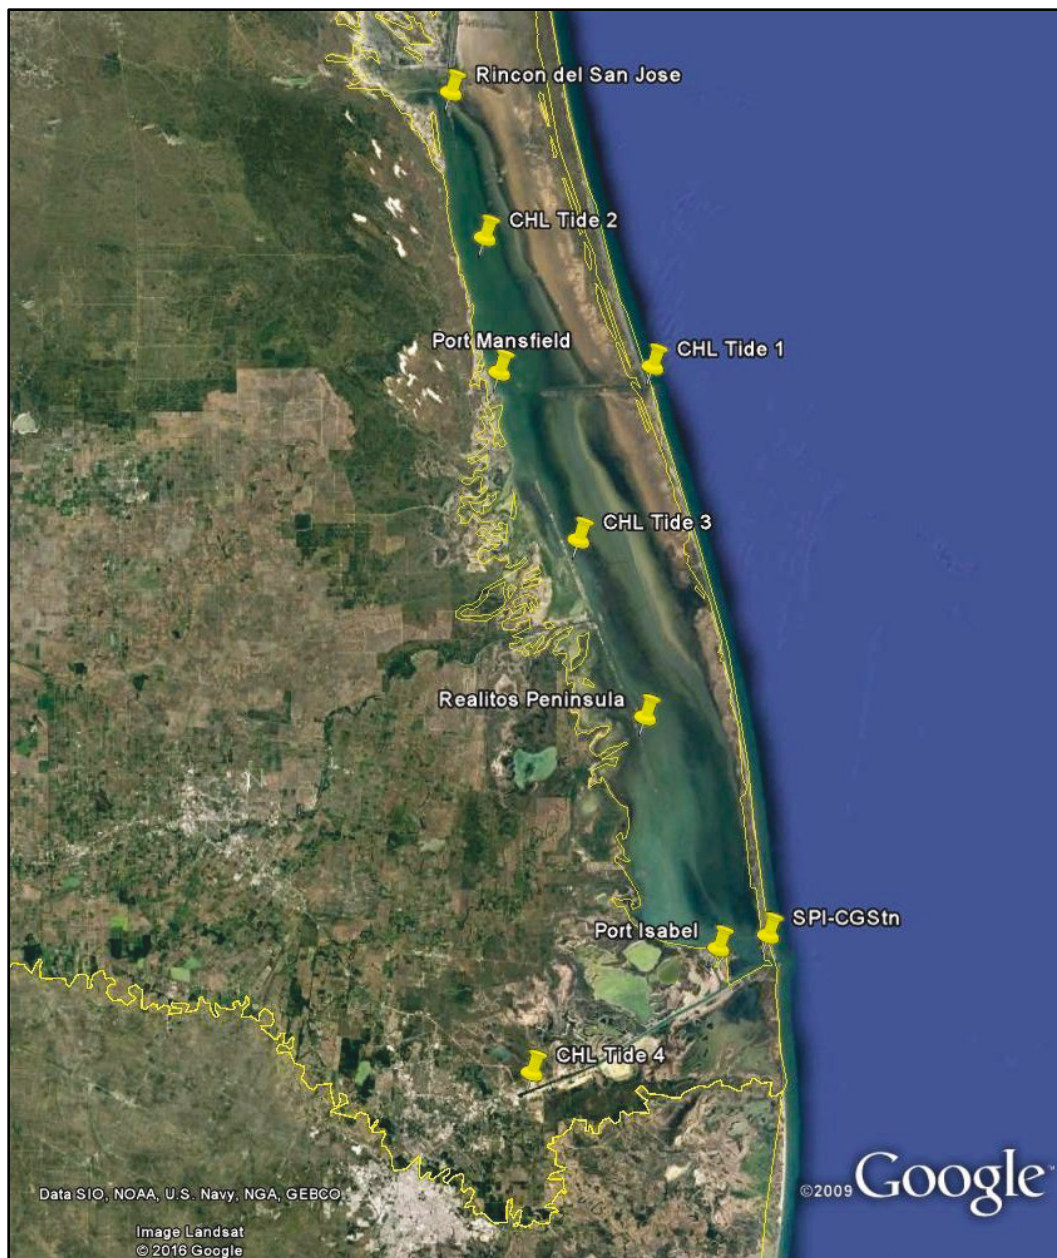 Rincon del San Jose
CHL Tide 2
Port Mansfield
CHL Tide 1
CHL Tide 3
Realitos Peninsula
SPI-CGStn
Port Isabel
CHL Tide 4
Data SIO, NOAA, U.S. Navy, NGA, GEBCO
©2009 Google™
Image Landsat
© 2016 Google